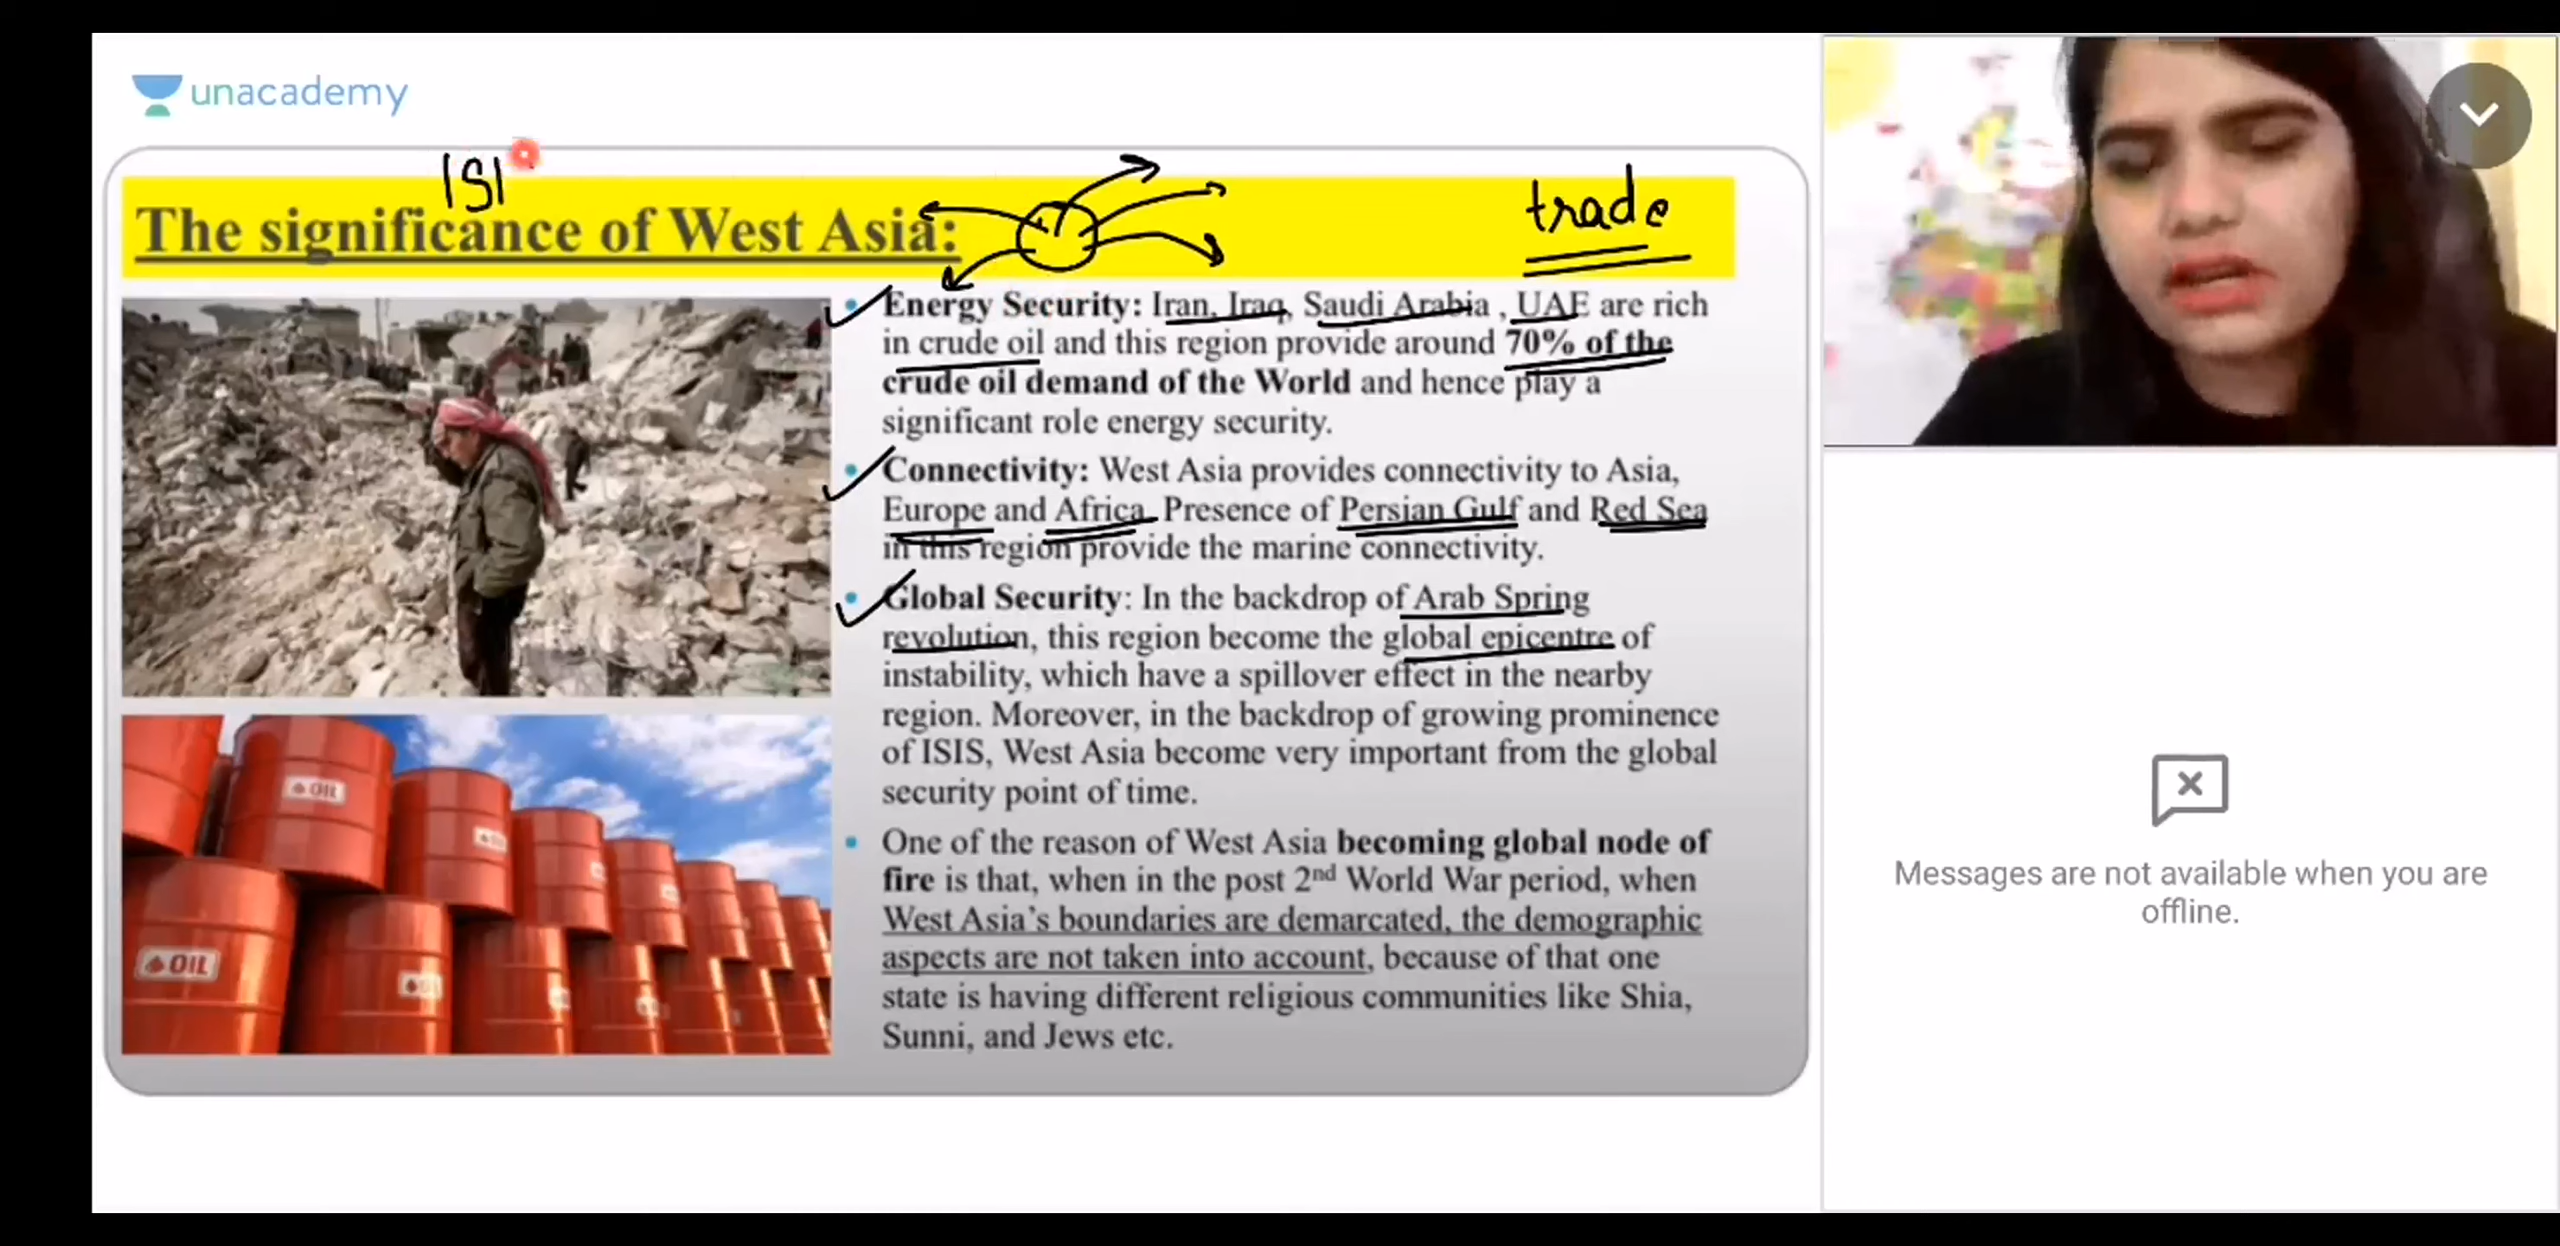 unacademy
ISI
The significance of West Asia:
trade
• Energy Security: Iran, Iraq, Saudi Arabia , UAE are rich
in crude oil and this region provide around 70% of the
crude oil demand of the World and hence play a
significant role energy security.
• Connectivity: West Asia provides connectivity to Asia,
Europe and Africa. Presence of Persian Gulf and Red Sea
in this region provide the marine connectivity.
• Global Security: In the backdrop of Arab Spring
revolution, this region become the global epicentre of
instability, which have a spillover effect in the nearby
region. Moreover, in the backdrop of growing prominence
of ISIS, West Asia become very important from the global
security point of time.
• One of the reason of West Asia becoming global node of
fire is that, when in the post 2nd World War period, when
West Asia's boundaries are demarcated, the demographic
aspects are not taken into account, because of that one
state is having different religious communities like Shia,
Sunni, and Jews etc.
OIL
OIL
Messages are not available when you are
offline.